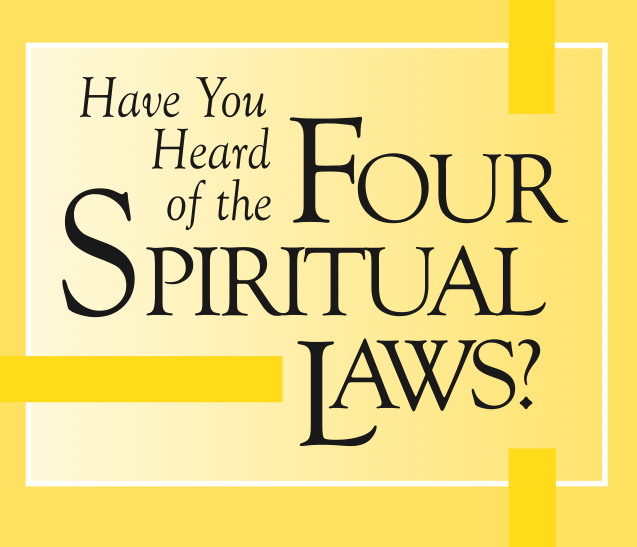 Have You
Heard
of the FOUR
SPIRITUAL
LAWS?